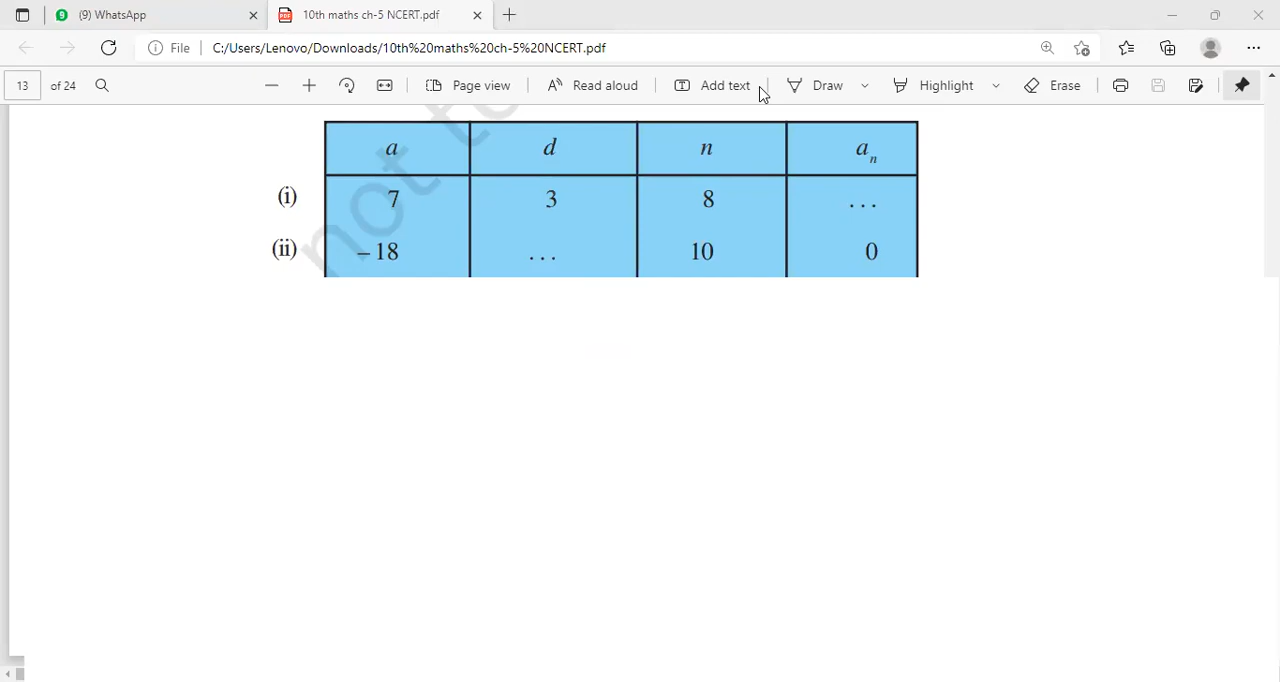 (9) WhatsApp
10th maths ch-5 NCERT.pdf
File C:/Users/Lenovo/Downloads/10th%20maths%20ch-5%20NCERT.pdf
13 of 24 Page view Read aloud Add text Draw Highlight Erase
a d n aₙ
(i) 7 3 8 . . .
(ii) – 18 . . . 10 0
not to